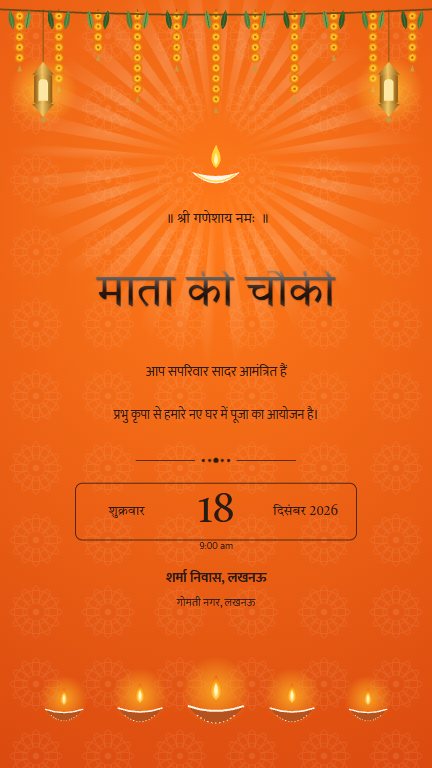 ॥ श्री गणेशाय नमः ॥
माता की चौकी
आप सपरिवार सादर आमंत्रित हैं
प्रभु कृपा से हमारे नए घर में पूजा का आयोजन है।
शुक्रवार 18 दिसंबर 2026
9:00 am
शर्मा निवास, लखनऊ
गोमती नगर, लखनऊ